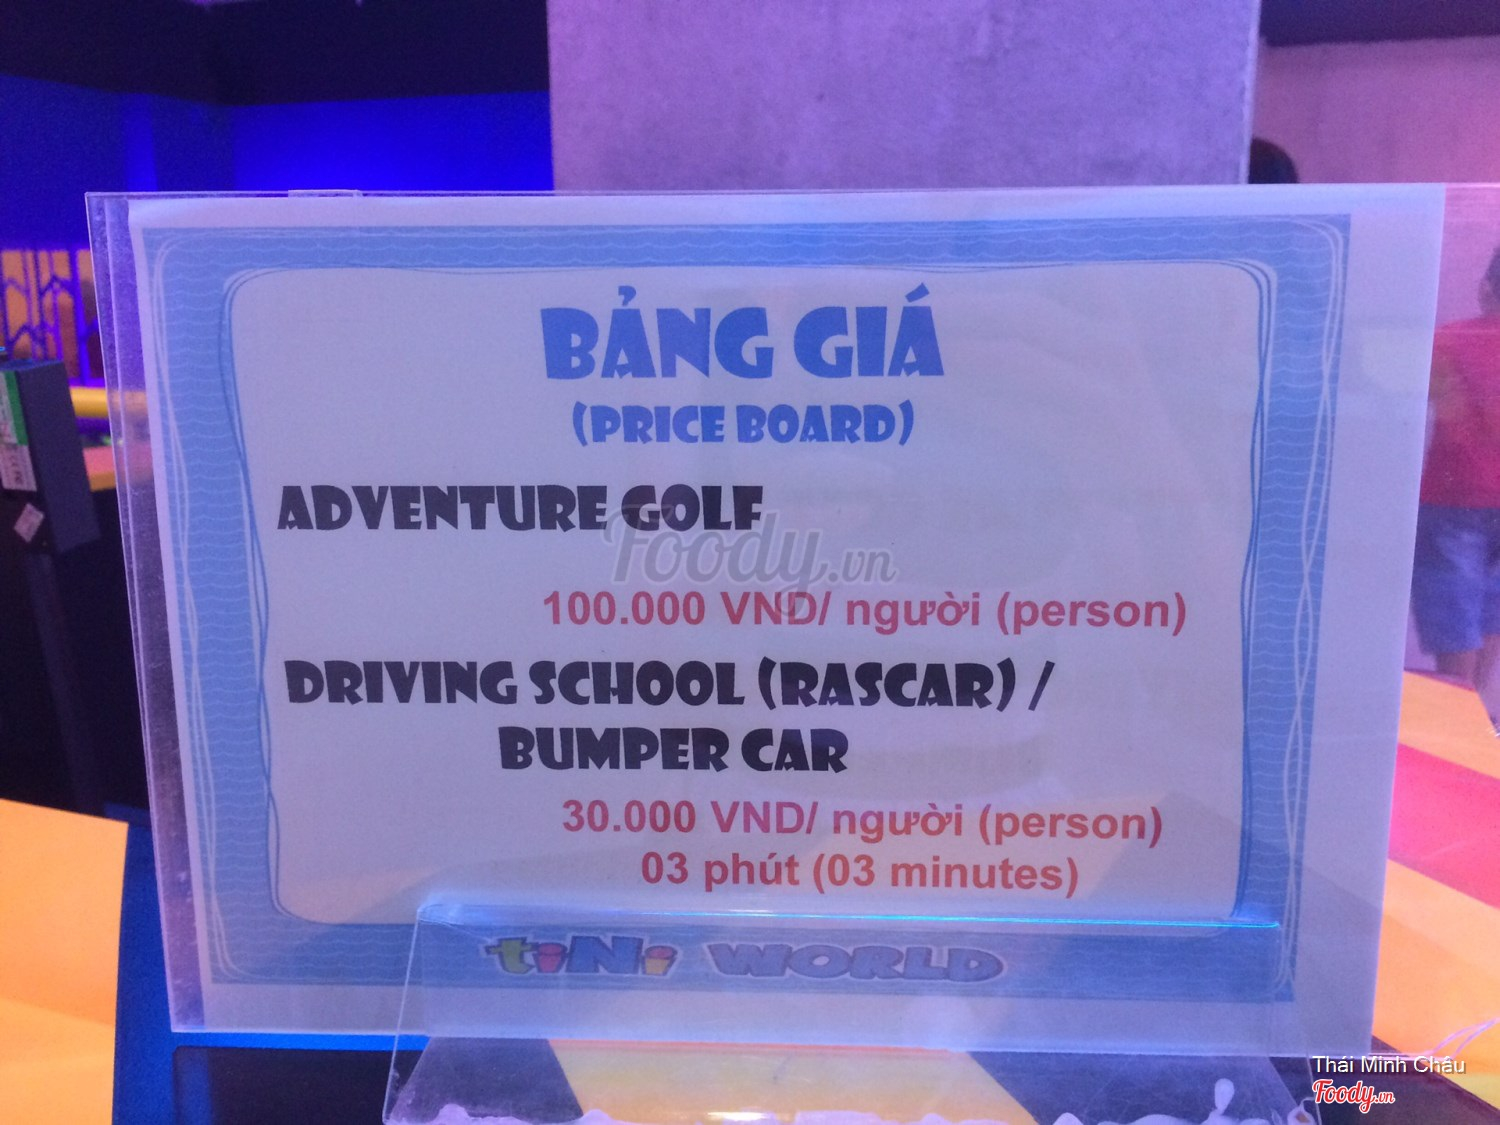 BẢNG GIÁ
(PRICE BOARD)
ADVENTURE GOLF
Foody.vn
100.000 VND/ người (person)
DRIVING SCHOOL (RASCAR) /
BUMPER CAR
30.000 VND/ người (person)
03 phút (03 minutes)
tiNi WORLD
Thái Minh Châu
Foody.vn